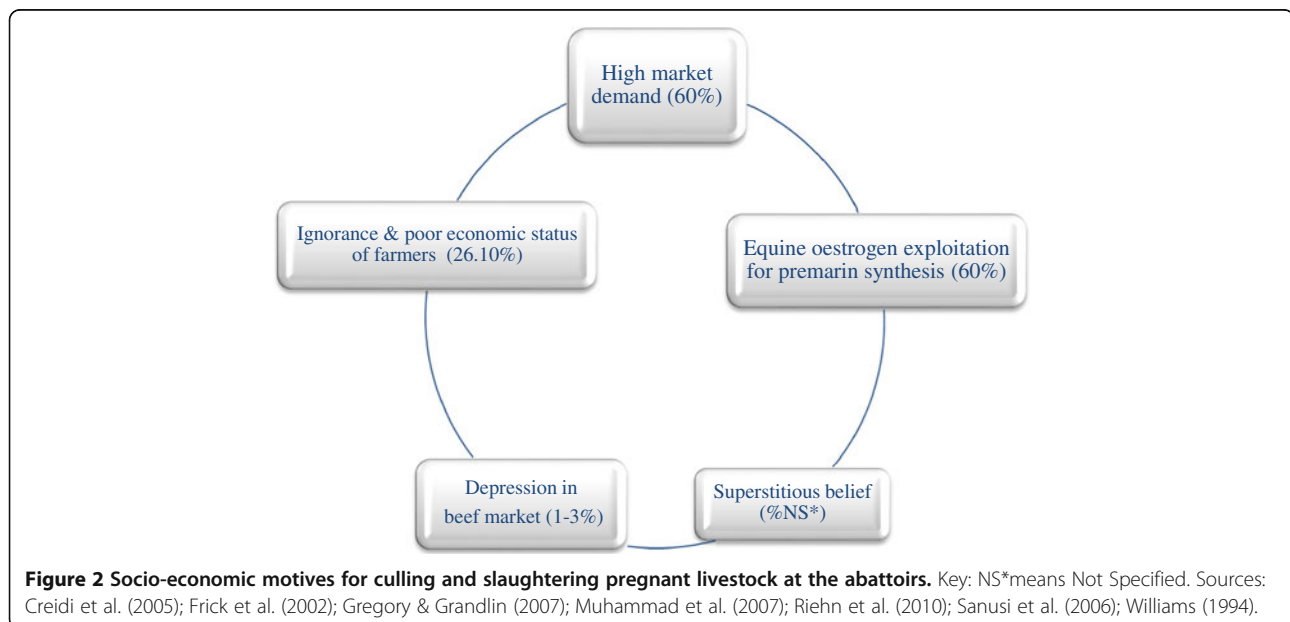 High market
demand (60%)
Ignorance & poor economic status
of farmers (26.10%)
Equine oestrogen exploitation
for premarin synthesis (60%)
Depression in
beef market (1-3%)
Superstitious belief
(%NS*)
Figure 2 Socio-economic motives for culling and slaughtering pregnant livestock at the abattoirs. Key: NS*means Not Specified. Sources:
Creidi et al. (2005); Frick et al. (2002); Gregory & Grandlin (2007); Muhammad et al. (2007); Riehn et al. (2010); Sanusi et al. (2006); Williams (1994).